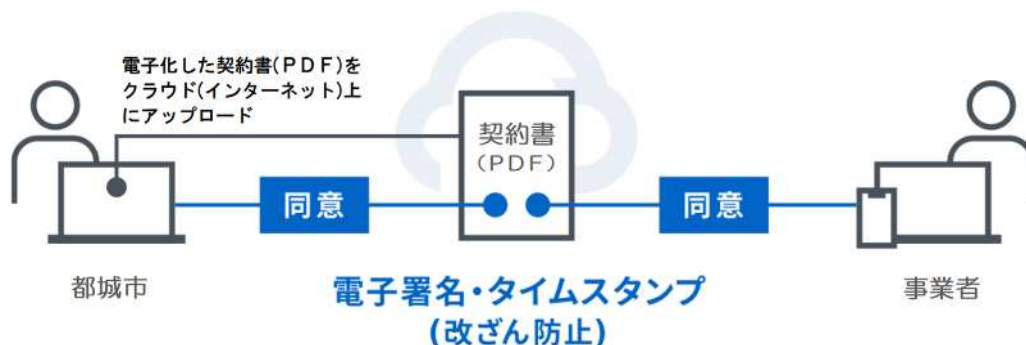 電子化した契約書(ＰＤＦ)を
クラウド(インターネット)上
にアップロード
契約書
(PDF)
同意
同意
都城市
電子署名・タイムスタンプ
(改ざん防止)
事業者